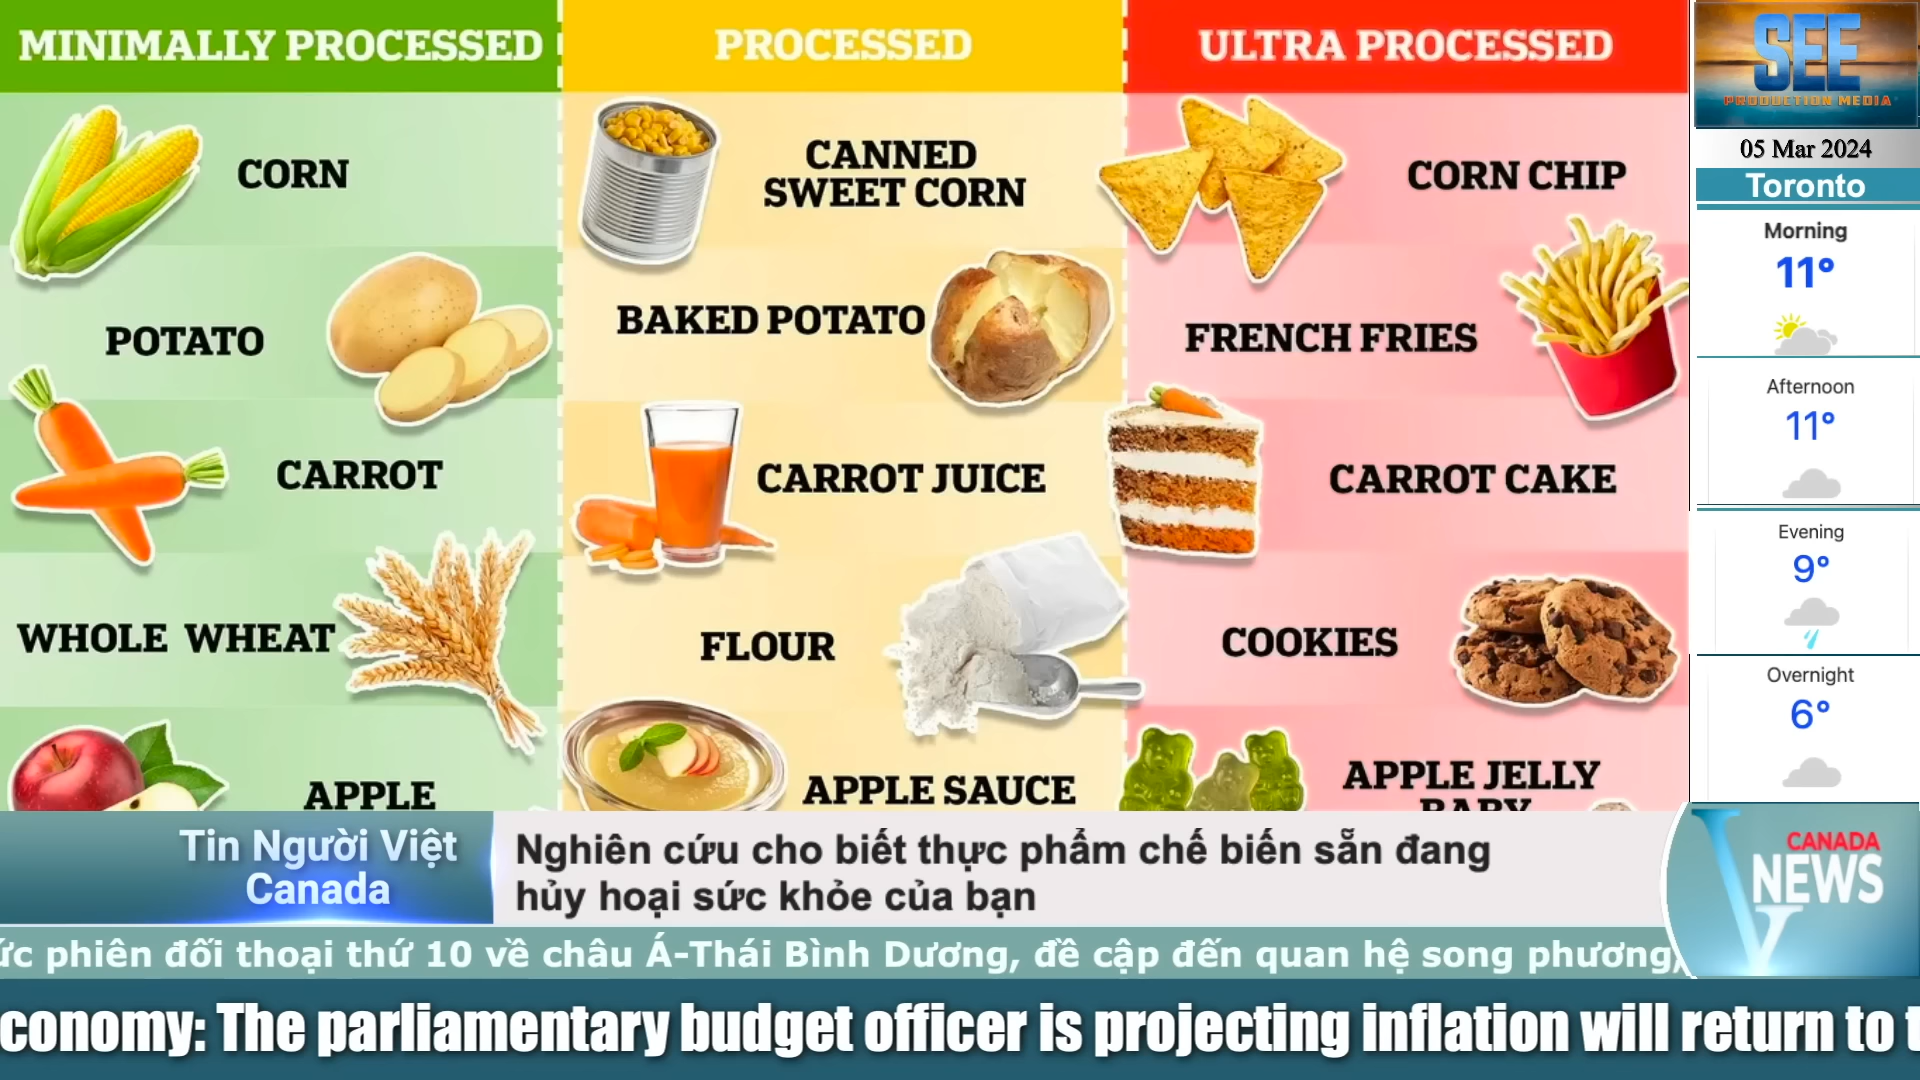 MINIMALLY PROCESSED
PROCESSED
ULTRA PROCESSED
CORN
CANNED
SWEET CORN
CORN CHIP
POTATO
BAKED POTATO
FRENCH FRIES
CARROT
CARROT JUICE
CARROT CAKE
WHOLE WHEAT
FLOUR
COOKIES
APPLE
APPLE SAUCE
APPLE JELLY
BABY
SEE
PRODUCTION MEDIA
05 Mar 2024
Toronto
Morning
11°
Afternoon
11°
Evening
9°
Overnight
6°
Tin Người Việt
Canada
Nghiên cứu cho biết thực phẩm chế biến sẵn đang
hủy hoại sức khỏe của bạn
V
CANADA
NEWS
ức phiên đối thoại thứ 10 về châu Á-Thái Bình Dương, đề cập đến quan hệ song phương,
conomy: The parliamentary budget officer is projecting inflation will return to t